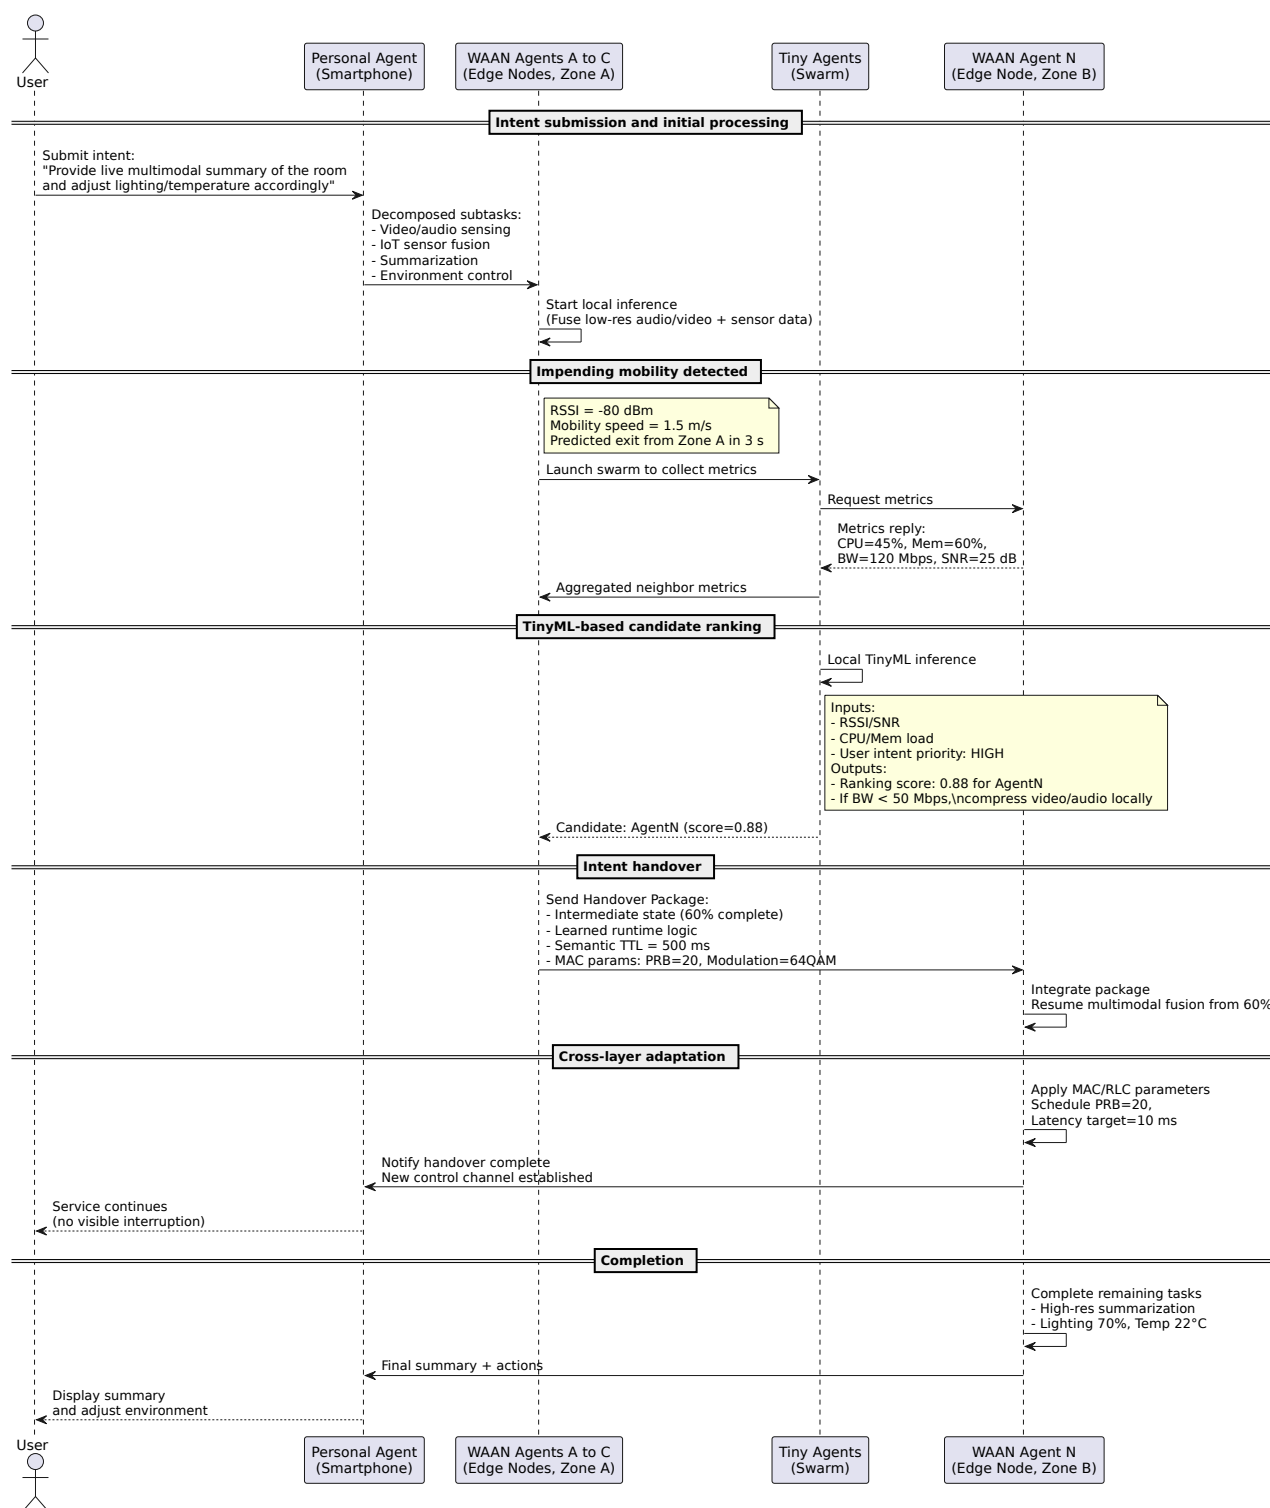 User
Personal Agent
(Smartphone)
WAAN Agents A to C
(Edge Nodes, Zone A)
Tiny Agents
(Swarm)
WAAN Agent N
(Edge Node, Zone B)
Intent submission and initial processing
Submit intent:
"Provide live multimodal summary of the room
and adjust lighting/temperature accordingly"
Decomposed subtasks:
- Video/audio sensing
- IoT sensor fusion
- Summarization
- Environment control
Start local inference
(Fuse low-res audio/video + sensor data)
Impending mobility detected
RSSI = -80 dBm
Mobility speed = 1.5 m/s
Predicted exit from Zone A in 3 s
Launch swarm to collect metrics
Request metrics
Metrics reply:
CPU=45%, Mem=60%,
BW=120 Mbps, SNR=25 dB
Aggregated neighbor metrics
TinyML-based candidate ranking
Local TinyML inference
Inputs:
- RSSI/SNR
- CPU/Mem load
- User intent priority: HIGH
Outputs:
- Ranking score: 0.88 for AgentN
- If BW < 50 Mbps,\ncompress video/audio locally
Candidate: AgentN (score=0.88)
Intent handover
Send Handover Package:
- Intermediate state (60% complete)
- Learned runtime logic
- Semantic TTL = 500 ms
- MAC params: PRB=20, Modulation=64QAM
Integrate package
Resume multimodal fusion from 60%
Cross-layer adaptation
Apply MAC/RLC parameters
Schedule PRB=20,
Latency target=10 ms
Notify handover complete
New control channel established
Service continues
(no visible interruption)
Completion
Complete remaining tasks
- High-res summarization
- Lighting 70%, Temp 22°C
Final summary + actions
Display summary
and adjust environment
User
Personal Agent
(Smartphone)
WAAN Agents A to C
(Edge Nodes, Zone A)
Tiny Agents
(Swarm)
WAAN Agent N
(Edge Node, Zone B)